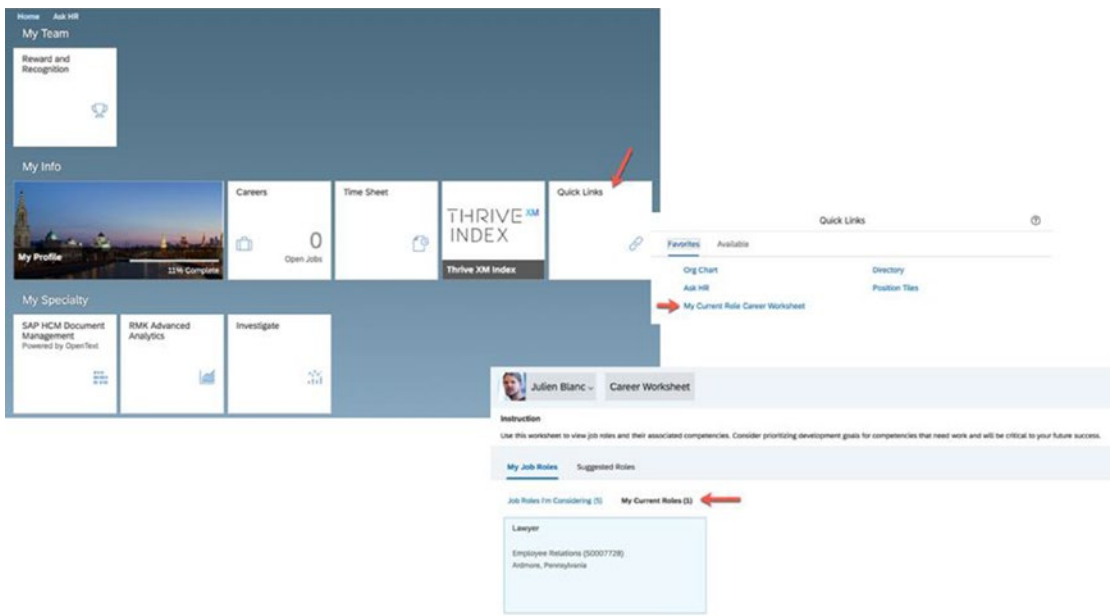 Home Ask HR
My Team
Reward and
Recognition
My Info
My Profile
11% Complete
Careers
0
Open Jobs
Time Sheet
THRIVE XM
INDEX
Thrive XM Index
Quick Links
My Specialty
SAP HCM Document
Management
Powered by OpenText
RMK Advanced
Analytics
Investigate
Quick Links
Favorites Available
Org Chart Directory
Ask HR Position Tiles
My Current Role Career Worksheet
Julien Blanc Career Worksheet
Instruction
Use this worksheet to view job roles and their associated competencies. Consider prioritizing development goals for competencies that need work and will be critical to your future success.
My Job Roles Suggested Roles
Job Roles I'm Considering (5) My Current Roles (1)
Lawyer
Employee Relations (50007728)
Ardmore, Pennsylvania